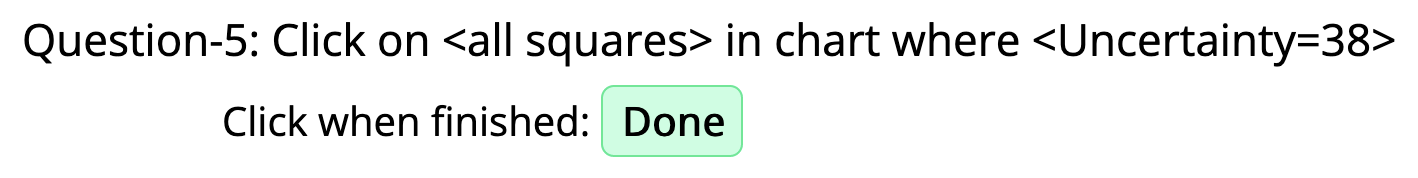 Question-5: Click on <all squares> in chart where <Uncertainty=38>
Click when finished: Done